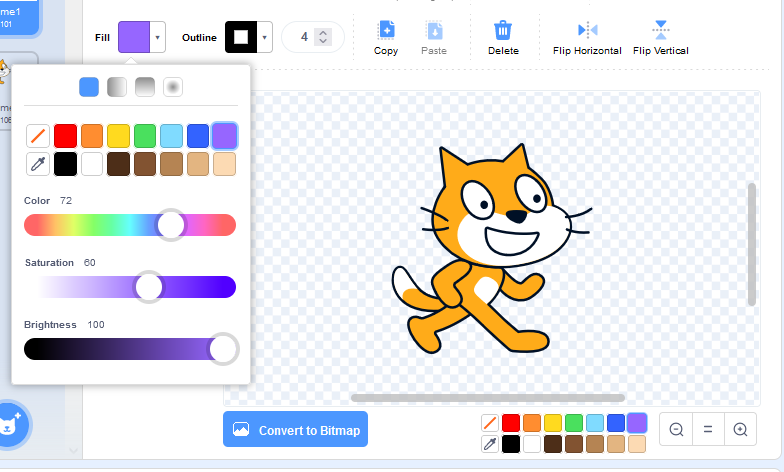 me1
101
Fill
Outline
4
Copy
Paste
Delete
Flip Horizontal
Flip Vertical
me
Color 72
Saturation 60
Brightness 100
Convert to Bitmap